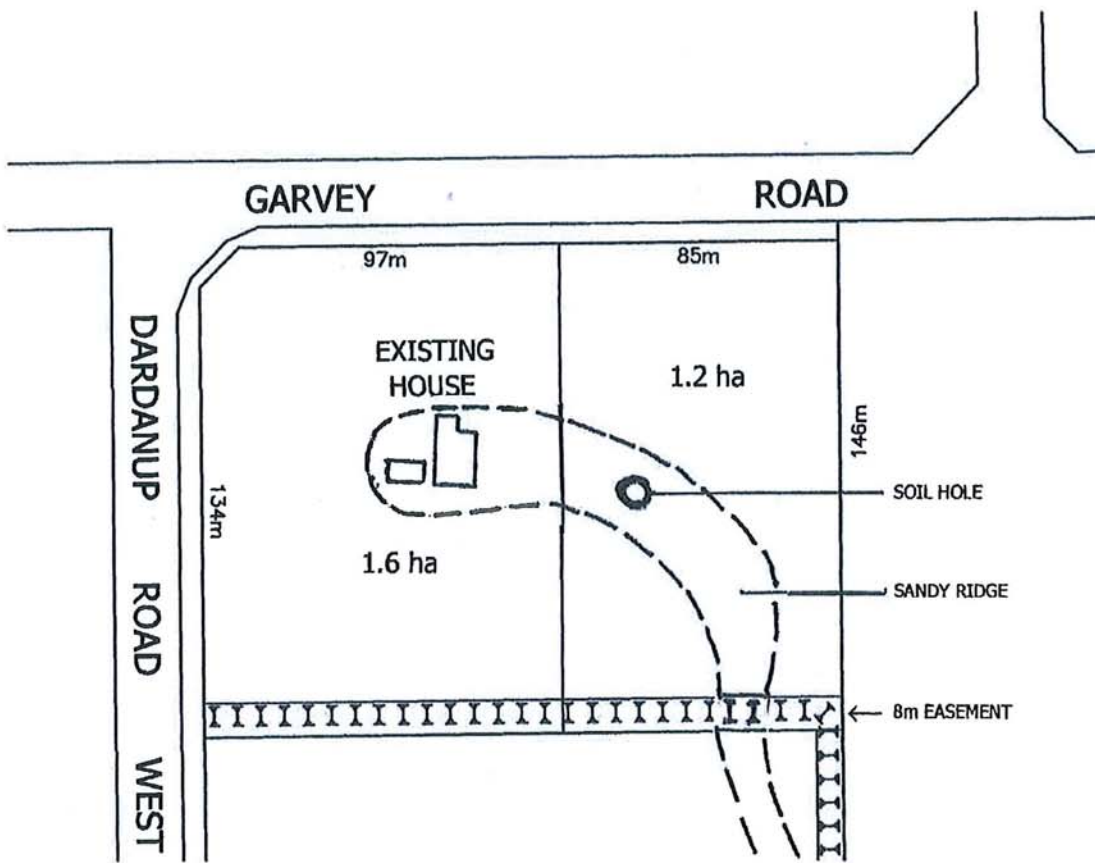 GARVEY ROAD
97m
85m
DARDANUP ROAD WEST
EXISTING
HOUSE
1.2 ha
146m
134m
SOIL HOLE
1.6 ha
SANDY RIDGE
8m EASEMENT